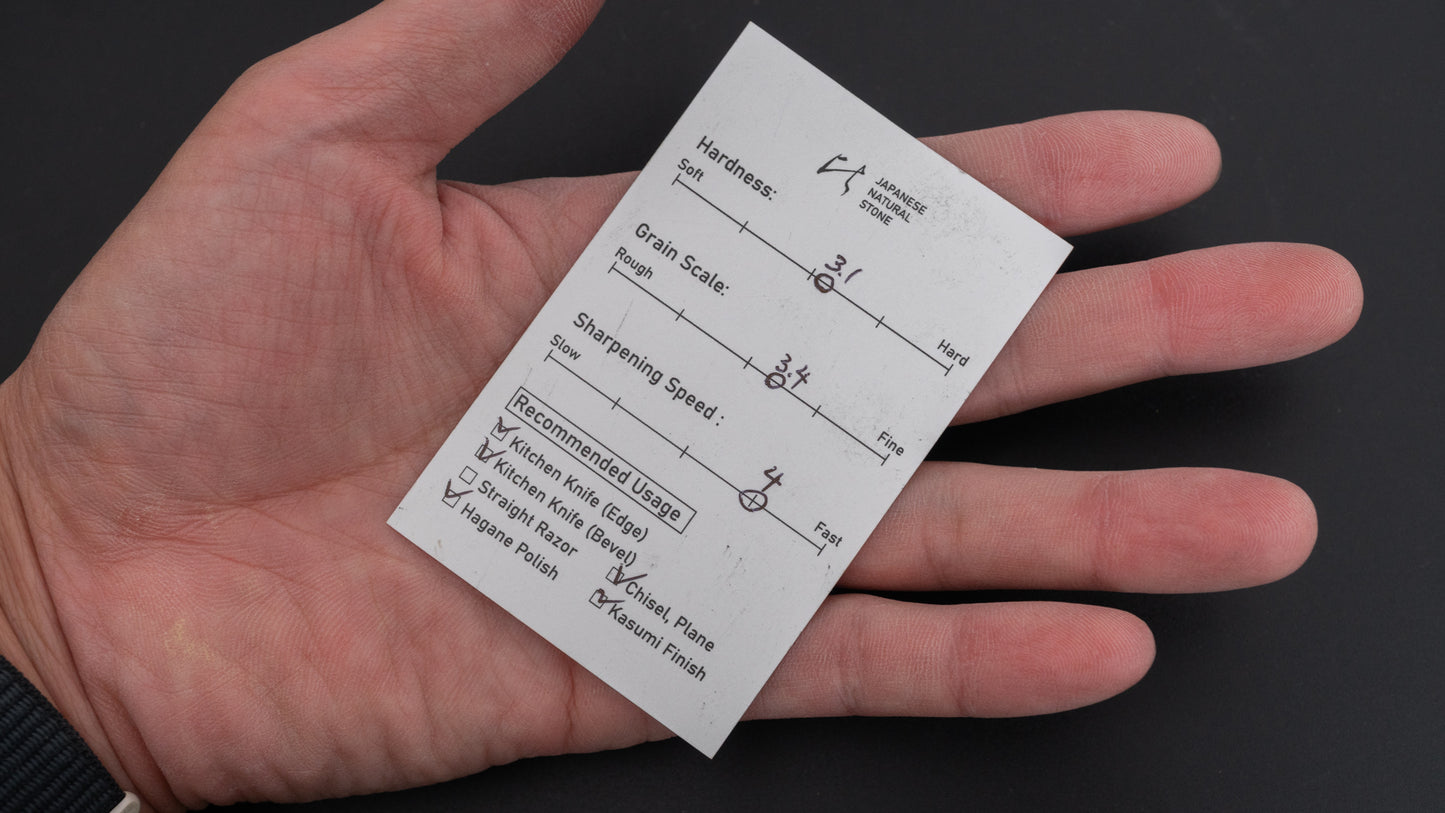 JAPANESE
NATURAL
STONE
Hardness:
Soft
3.1
Hard
Grain Scale:
Rough
3.4
Fine
Sharpening Speed :
Slow
4
Fast
Recommended Usage
Kitchen Knife (Edge)
Kitchen Knife (Bevel)
Straight Razor
Hagane Polish
Chisel, Plane
Kasumi Finish